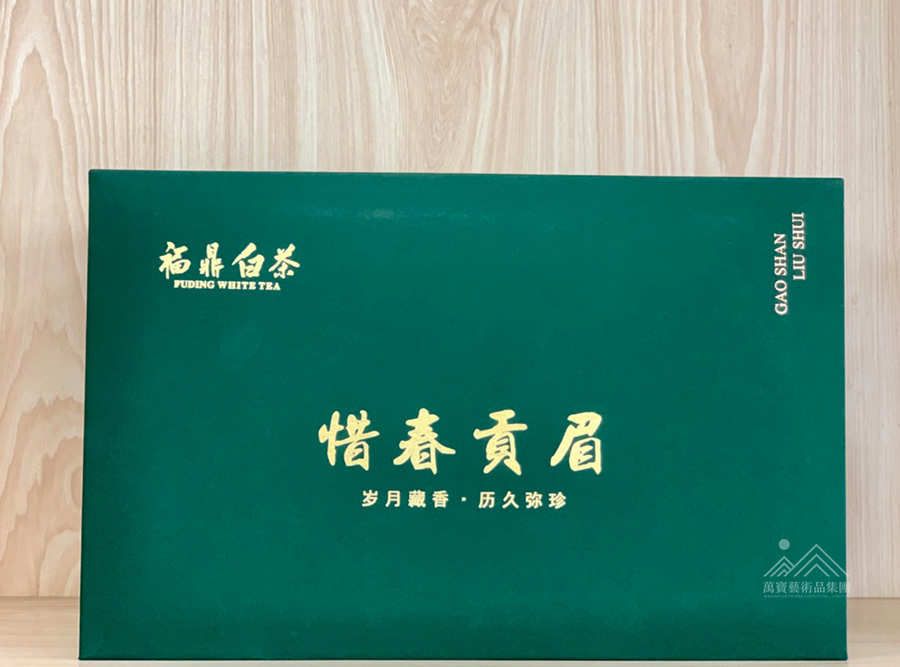 福鼎白茶
FUDING WHITE TEA
GAO SHAN
LIU SHUI
惜春贡眉
岁月藏香·历久弥珍
萬寶藝術品集團